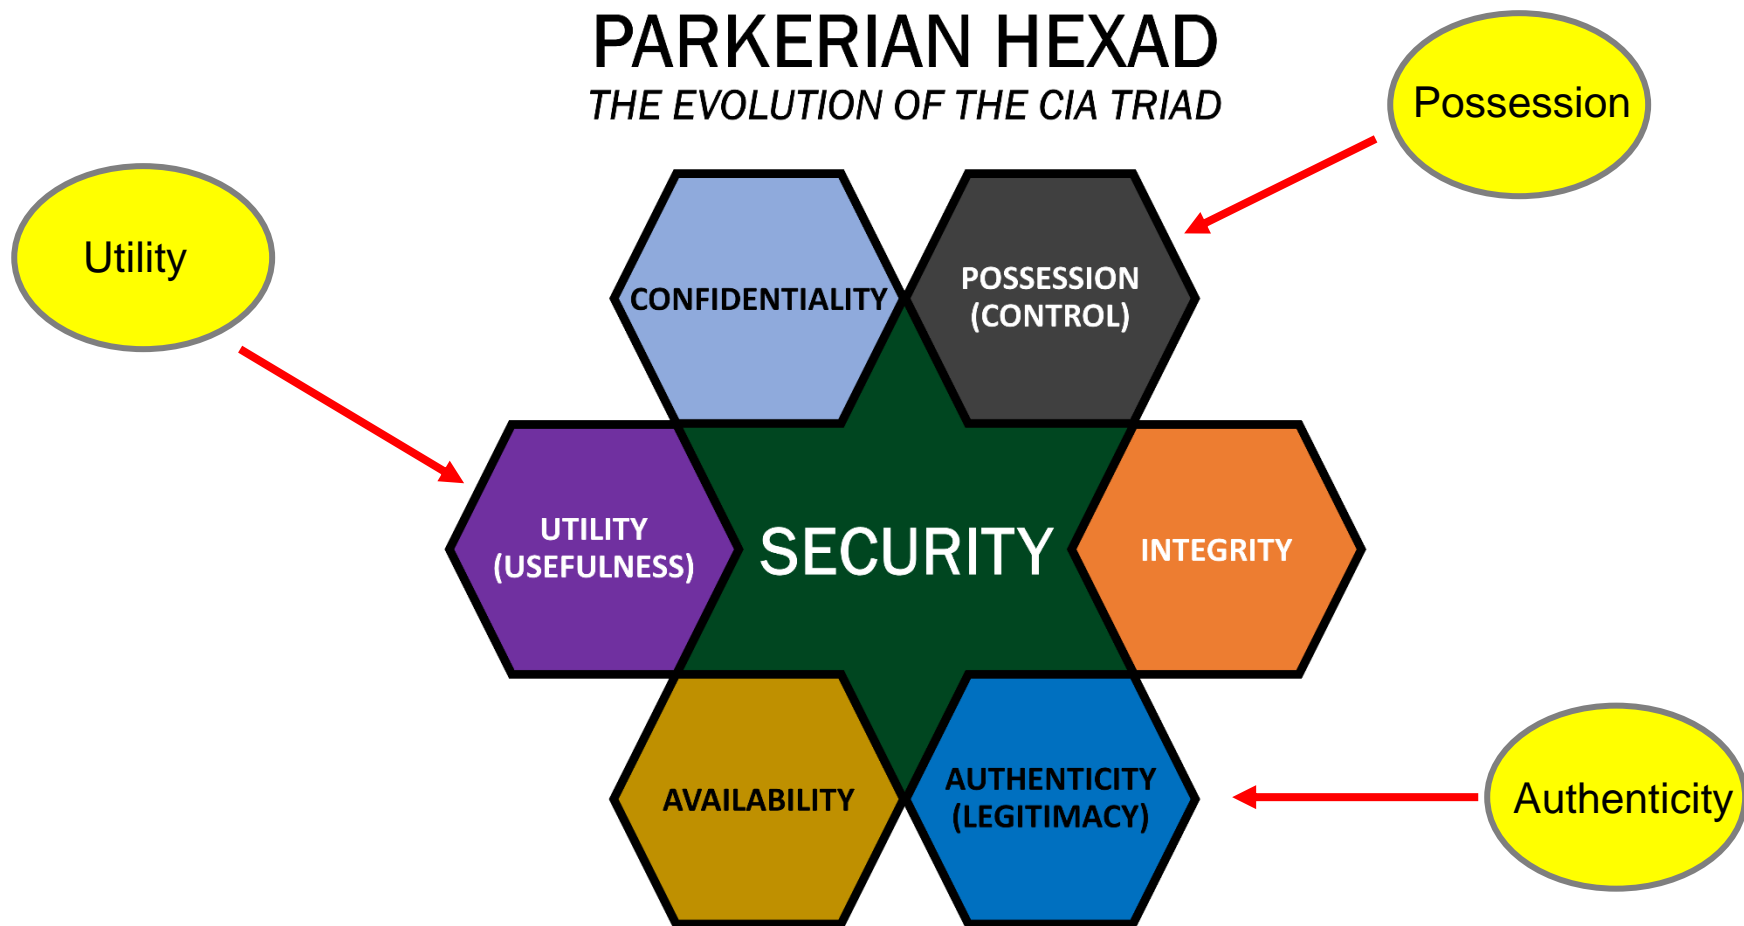 PARKERIAN HEXAD
THE EVOLUTION OF THE CIA TRIAD
Possession
Utility
CONFIDENTIALITY
POSSESSION
(CONTROL)
UTILITY
(USEFULNESS)
SECURITY
INTEGRITY
AVAILABILITY
AUTHENTICITY
(LEGITIMACY)
Authenticity